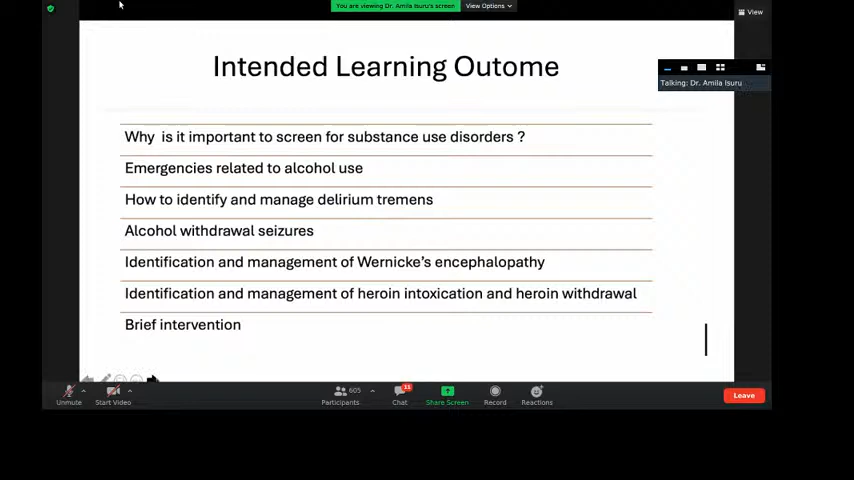 You are viewing Dr. Amila Isuru's screen
View Options
View
Intended Learning Outome
Talking: Dr. Amila Isuru
Why is it important to screen for substance use disorders ?
Emergencies related to alcohol use
How to identify and manage delirium tremens
Alcohol withdrawal seizures
Identification and management of Wernicke's encephalopathy
Identification and management of heroin intoxication and heroin withdrawal
Brief intervention
Unmute
Start Video
605
Participants
11
Chat
Share Screen
Record
Reactions
Leave